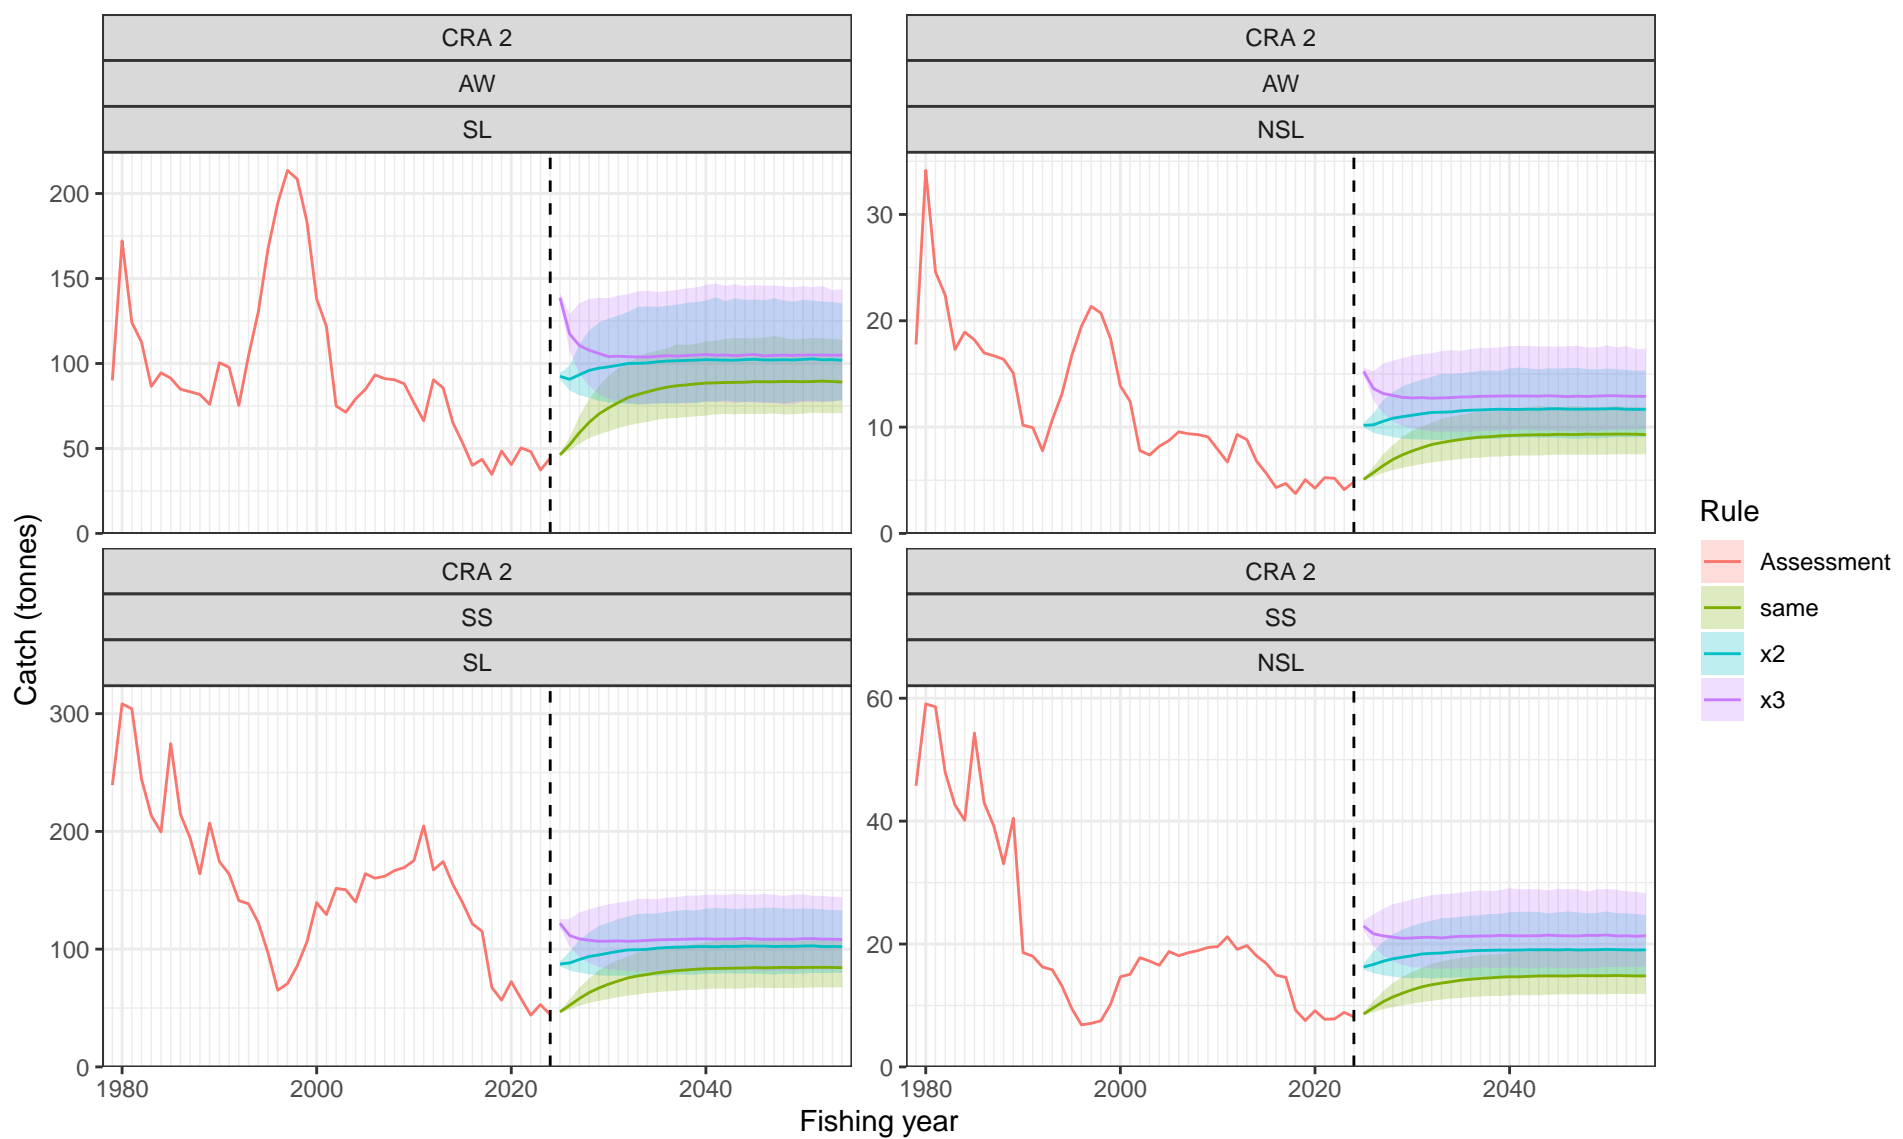 CRA 2
AW
SL
CRA 2
AW
NSL
200
150
100
50
0
30
20
10
0
CRA 2
SS
SL
CRA 2
SS
NSL
300
200
100
0
60
40
20
0
1980
2000
2020
2040
1980
2000
2020
2040
Fishing year
Catch (tonnes)
Rule
Assessment
same
x2
x3